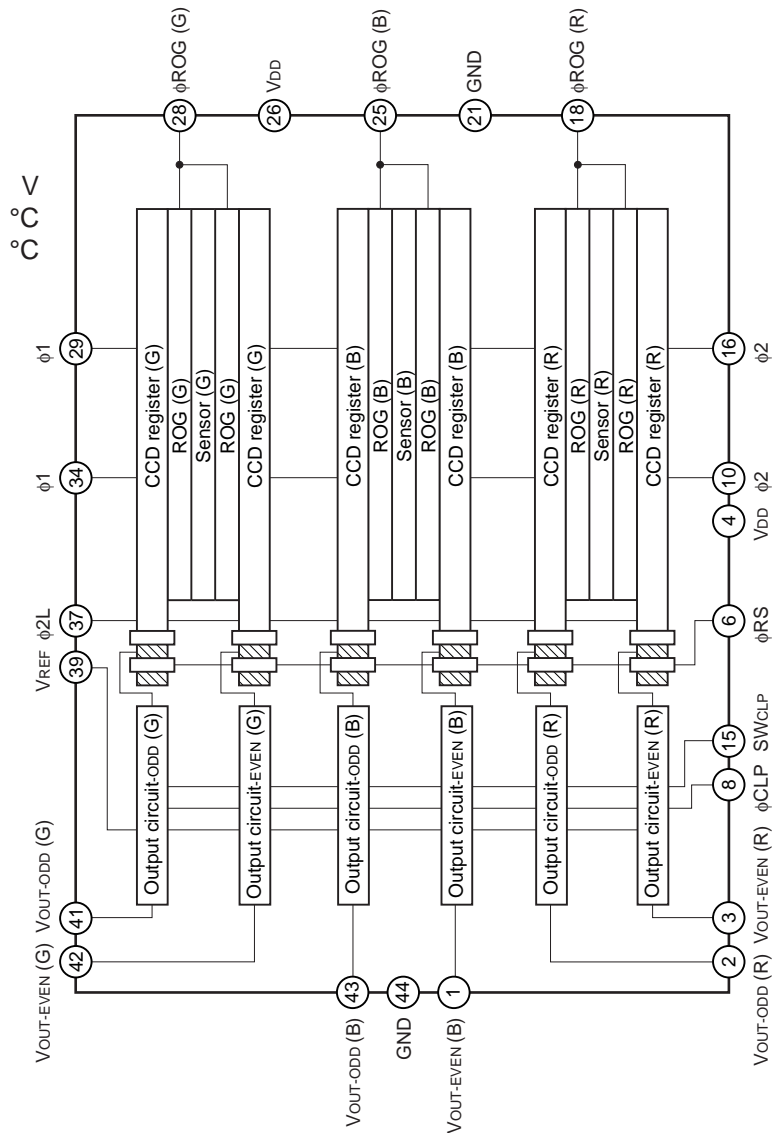 V
°C
°C
28 φROG (G)
26 VDD
25 φROG (B)
21 GND
18 φROG (R)
φ1 29
φ1 34
φ2L 37
VREF 39
VOUT-ODD (G) 41
VOUT-EVEN (G) 42
CCD register (G)
ROG (G)
Sensor (G)
ROG (G)
CCD register (G)
CCD register (B)
ROG (B)
Sensor (B)
ROG (B)
CCD register (B)
CCD register (R)
ROG (R)
Sensor (R)
ROG (R)
CCD register (R)
Output circuit-ODD (G)
Output circuit-EVEN (G)
Output circuit-ODD (B)
Output circuit-EVEN (B)
Output circuit-ODD (R)
Output circuit-EVEN (R)
16 φ2
10 φ2
4 VDD
6 φRS
15 SWCLP
8 φCLP
3 VOUT-EVEN (R)
2 VOUT-ODD (R)
VOUT-ODD (B) 43
GND 44
VOUT-EVEN (B) 1